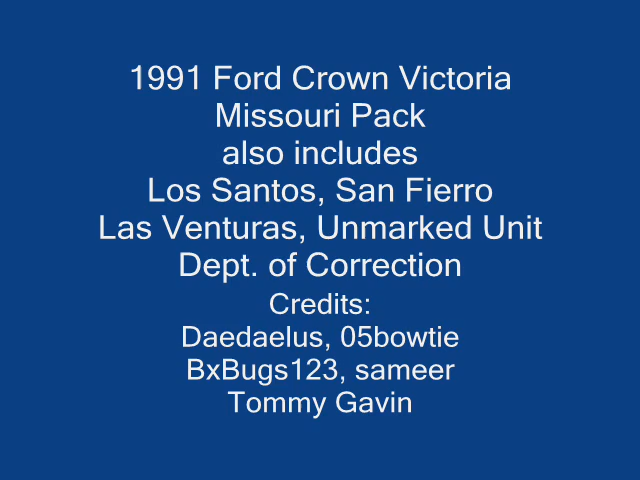 1991 Ford Crown Victoria
Missouri Pack
also includes
Los Santos, San Fierro
Las Venturas, Unmarked Unit
Dept. of Correction
Credits:
Daedaelus, 05bowtie
BxBugs123, sameer
Tommy Gavin